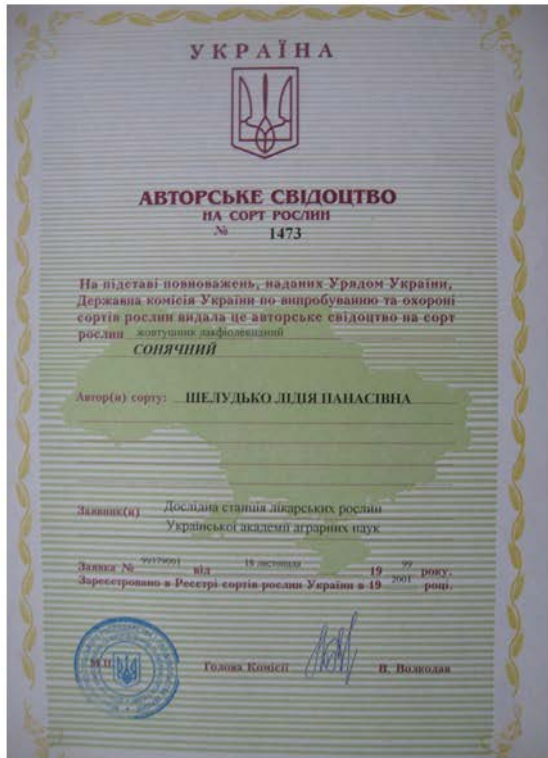 УКРАЇНА
АВТОРСЬКЕ СВІДОЦТВО
НА СОРТ РОСЛИН
№ 1473
На підставі повноважень, наданих Урядом України,
Державна комісія України по випробуванню та охороні
сортів рослин видала це авторське свідоцтво на сорт
рослин жовтушник лакфіолевидний
СОНЯЧНИЙ
Автор(и) сорту: ШЕЛУДЬКО ЛІДІЯ ПАНАСІВНА
Заявник(и) Дослідна станція лікарських рослин
Української академії аграрних наук
Заявка № 99179001 від 18 листопада 19 99 року.
Зареєстровано в Реєстрі сортів рослин України в 19 2001 році.
М.П.
Голова Комісії В. Волкодав